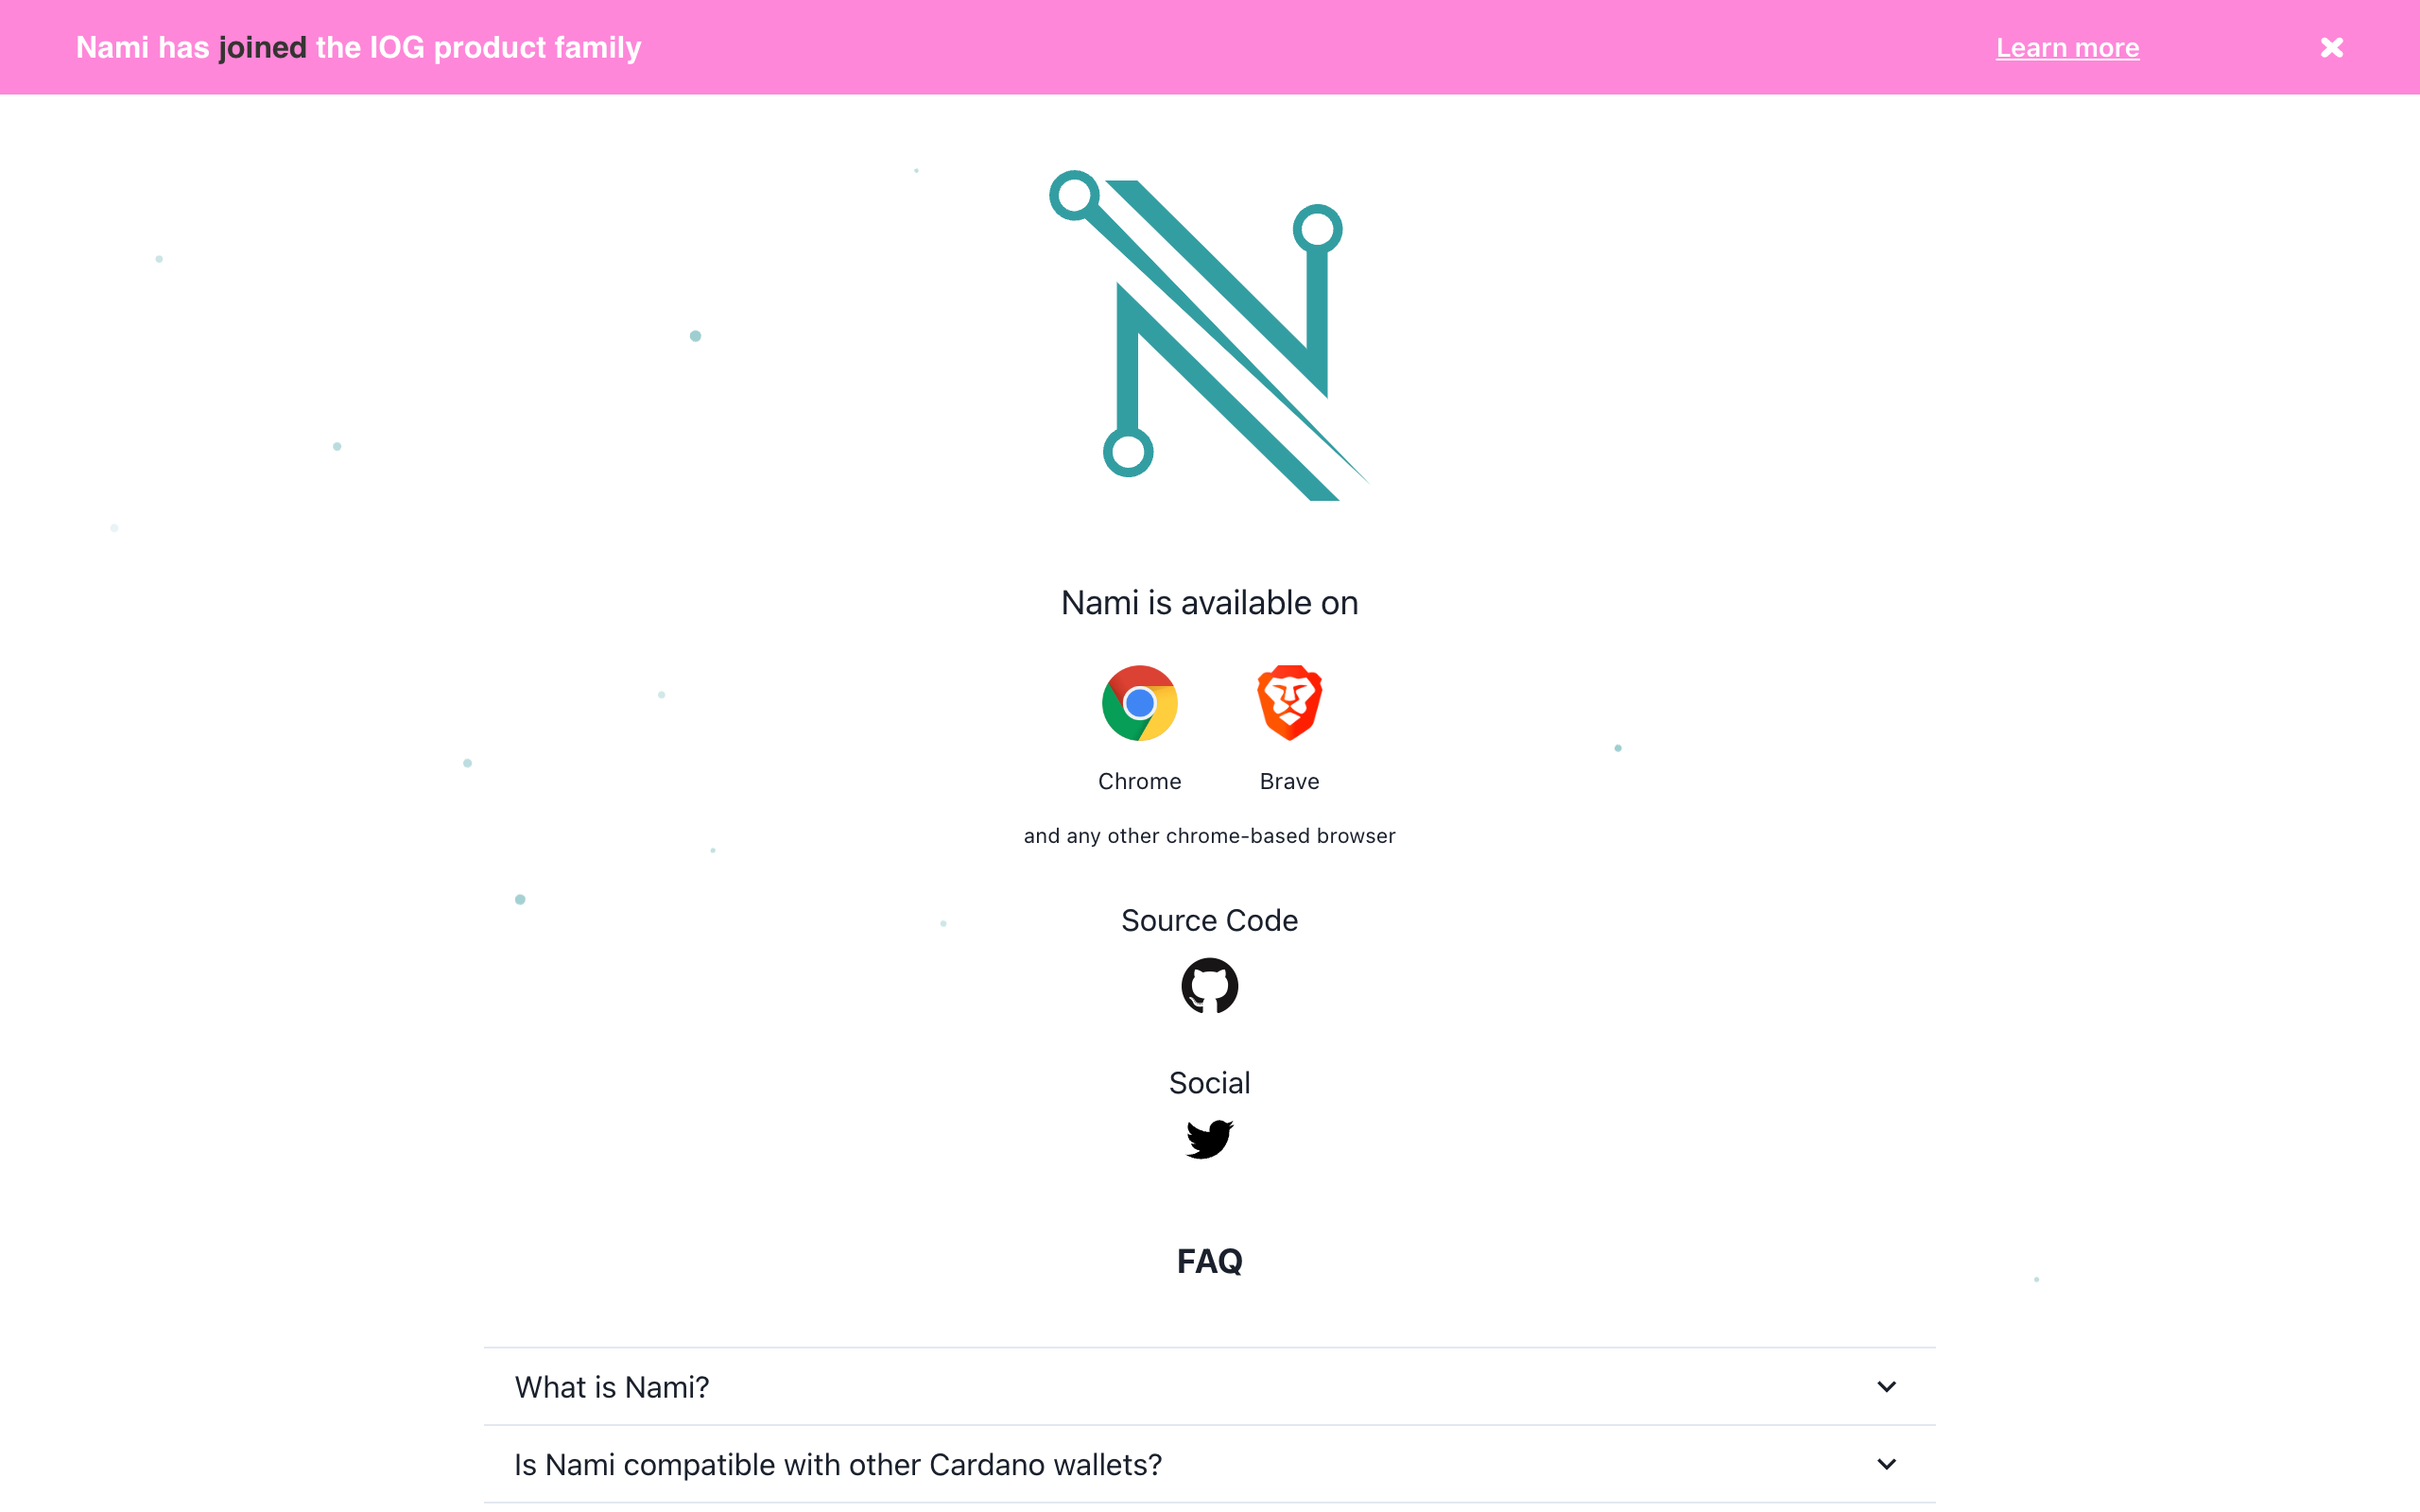 Nami has joined the IOG product family
Learn more
Nami is available on
Chrome
Brave
and any other chrome-based browser
Source Code
Social
FAQ
What is Nami?
Is Nami compatible with other Cardano wallets?